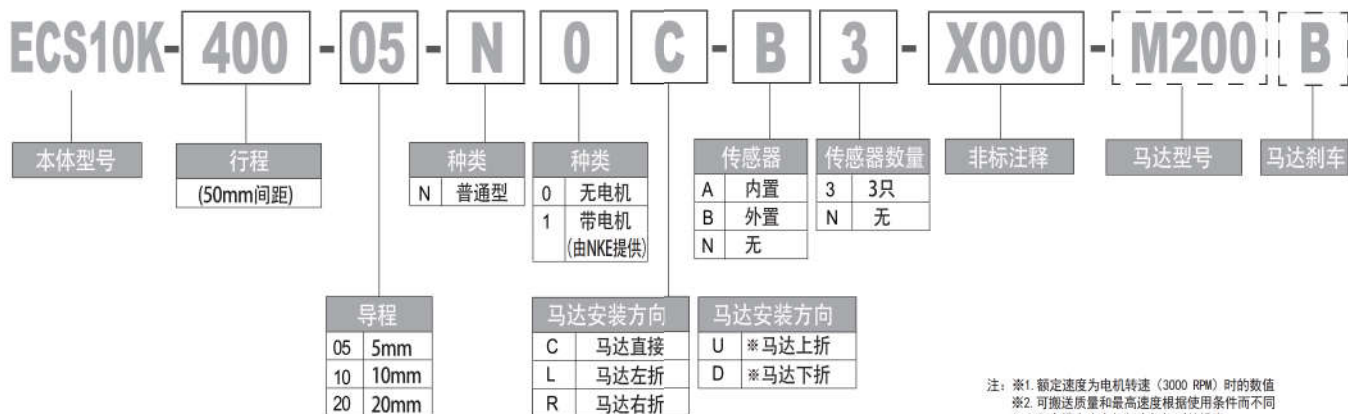 ECS10K-400-05-N0C-B3-X000-M200B
本体型号 行程 种类 种类 传感器 传感器数量 非标注释 马达型号 马达刹车
(50mm间距) N 普通型 0 无电机 A 内置 3 3只
1 带电机 B 外置 N 无
(由NKE提供) N 无
导程 马达安装方向 马达安装方向
05 5mm C 马达直接 U ※马达上折
10 10mm L 马达左折 D ※马达下折
20 20mm R 马达右折
注：※1. 额定速度为电机转速（3000 RPM）时的数值
※2. 可搬送质量和最高速度根据使用条件而不同